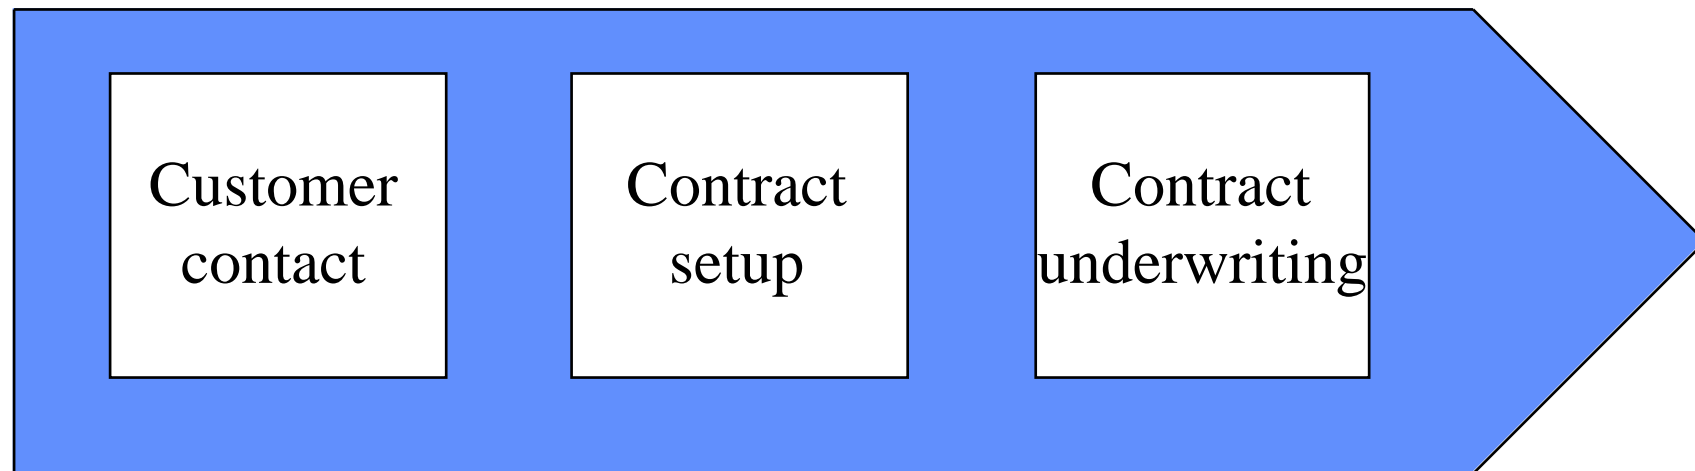 Customer
contact
Contract
setup
Contract
underwriting